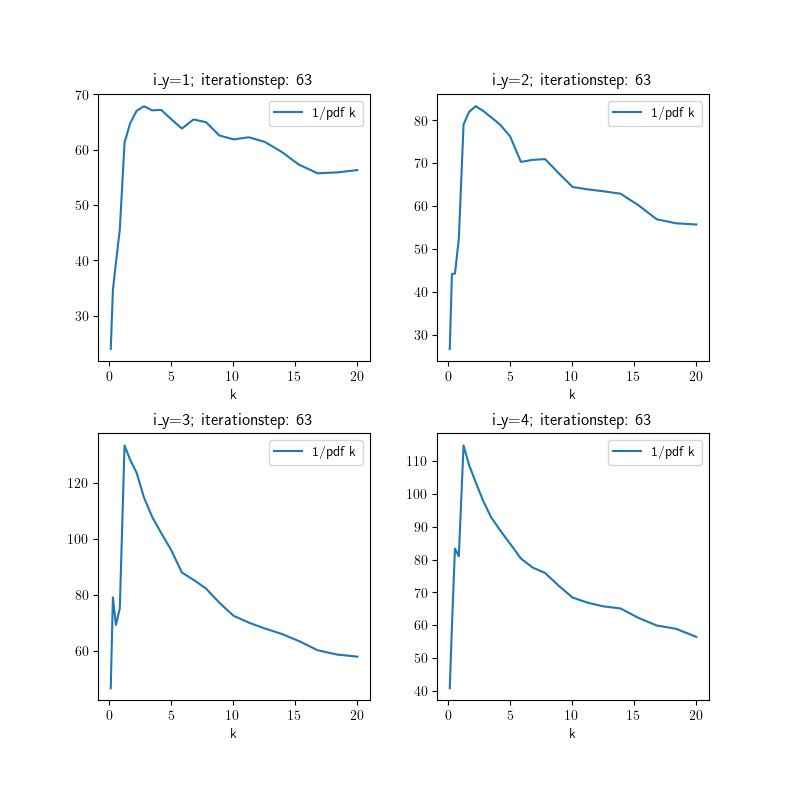 i_y=1; iterationstep: 63
1/pdf k
70
60
50
40
30
0 5 10 15 20
k
i_y=2; iterationstep: 63
1/pdf k
80
70
60
50
40
30
0 5 10 15 20
k
i_y=3; iterationstep: 63
1/pdf k
120
100
80
60
0 5 10 15 20
k
i_y=4; iterationstep: 63
1/pdf k
110
100
90
80
70
60
50
40
0 5 10 15 20
k